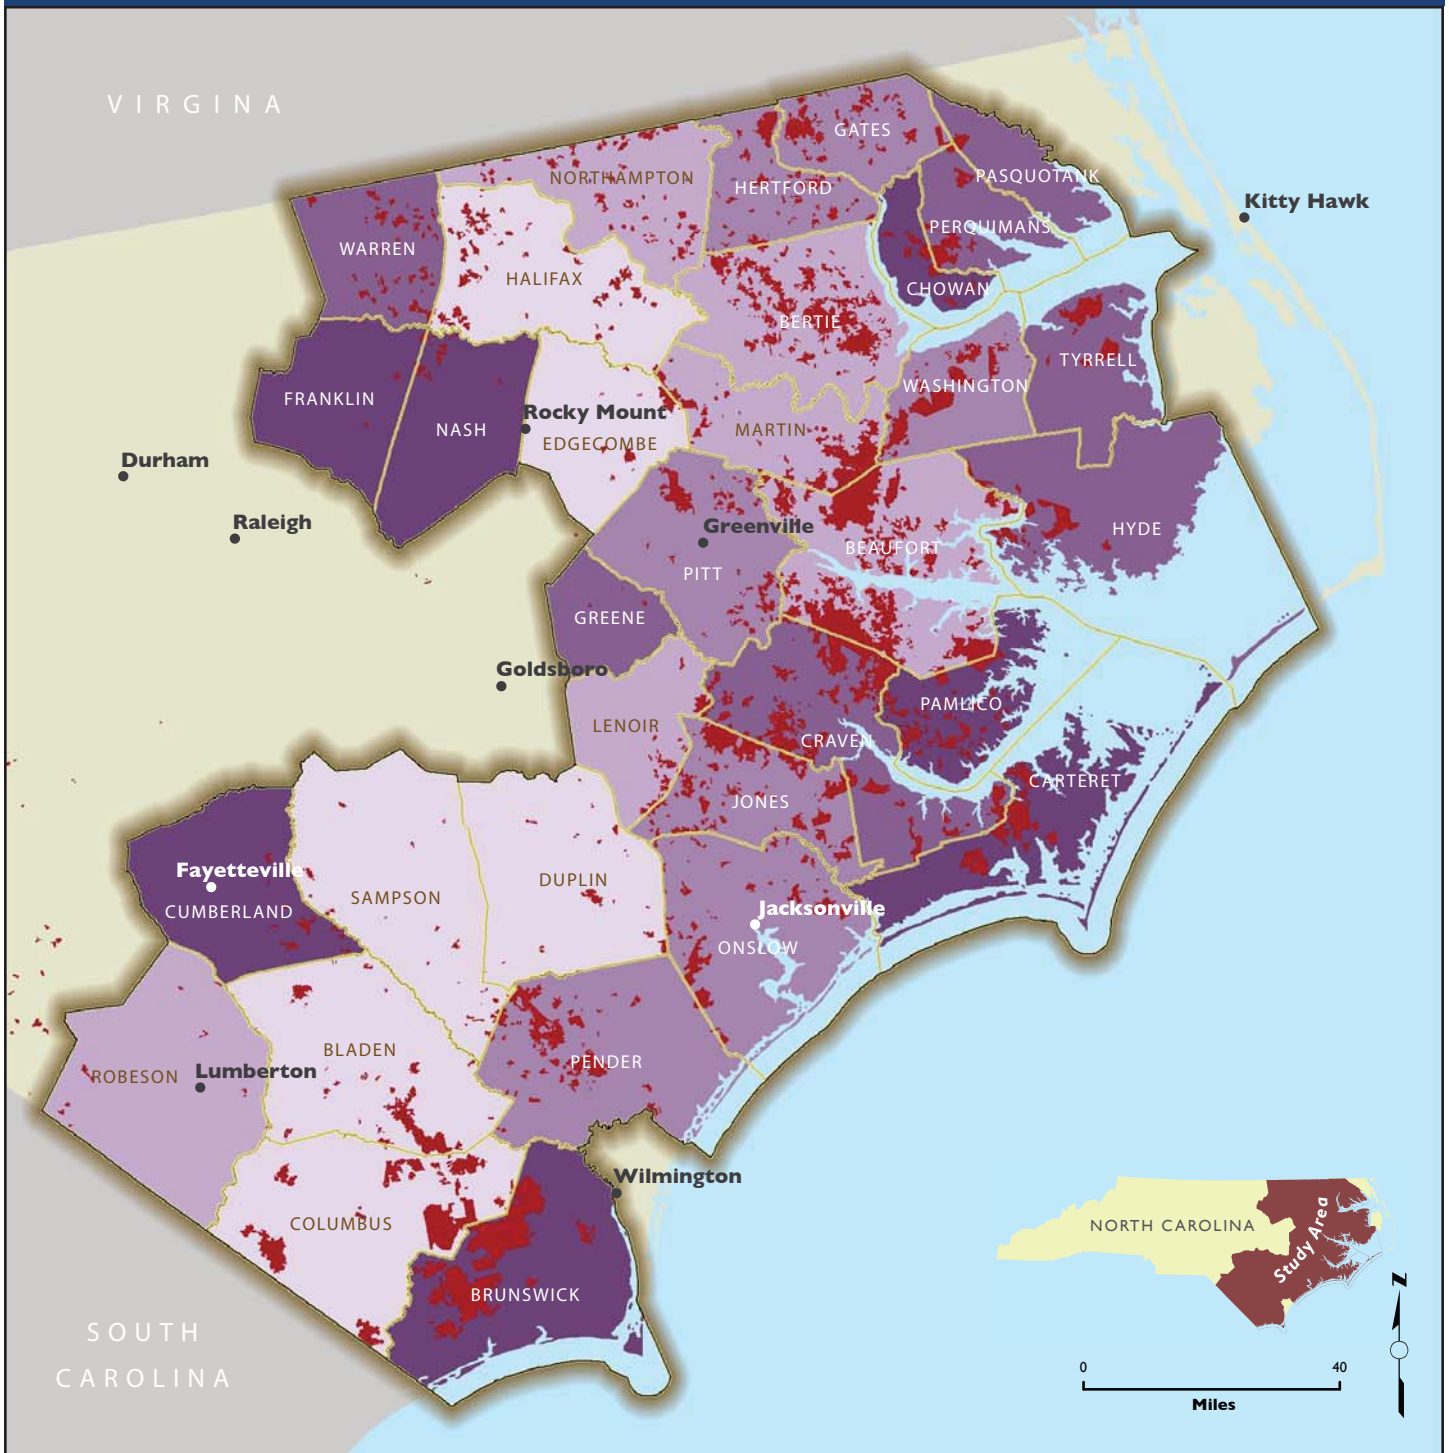 VIRGINA
GATES
PASQUOTANK
NORTHAMPTON
HERTFORD
Kitty Hawk
PERQUIMANS
WARREN
HALIFAX
CHOWAN
BERTIE
TYRRELL
WASHINGTON
FRANKLIN
Rocky Mount
NASH
MARTIN
EDGECOMBE
Durham
Raleigh
Greenville
HYDE
BEAUFORT
PITT
GREENE
Goldsboro
PAMLICO
LENOIR
CRAVEN
CARTERET
JONES
Fayetteville
DUPLIN
SAMPSON
Jacksonville
CUMBERLAND
ONSLOW
BLADEN
PENDER
Lumberton
ROBESON
Wilmington
COLUMBUS
NORTH CAROLINA
Study Area
BRUNSWICK
N
SOUTH
CAROLINA
0 40
Miles